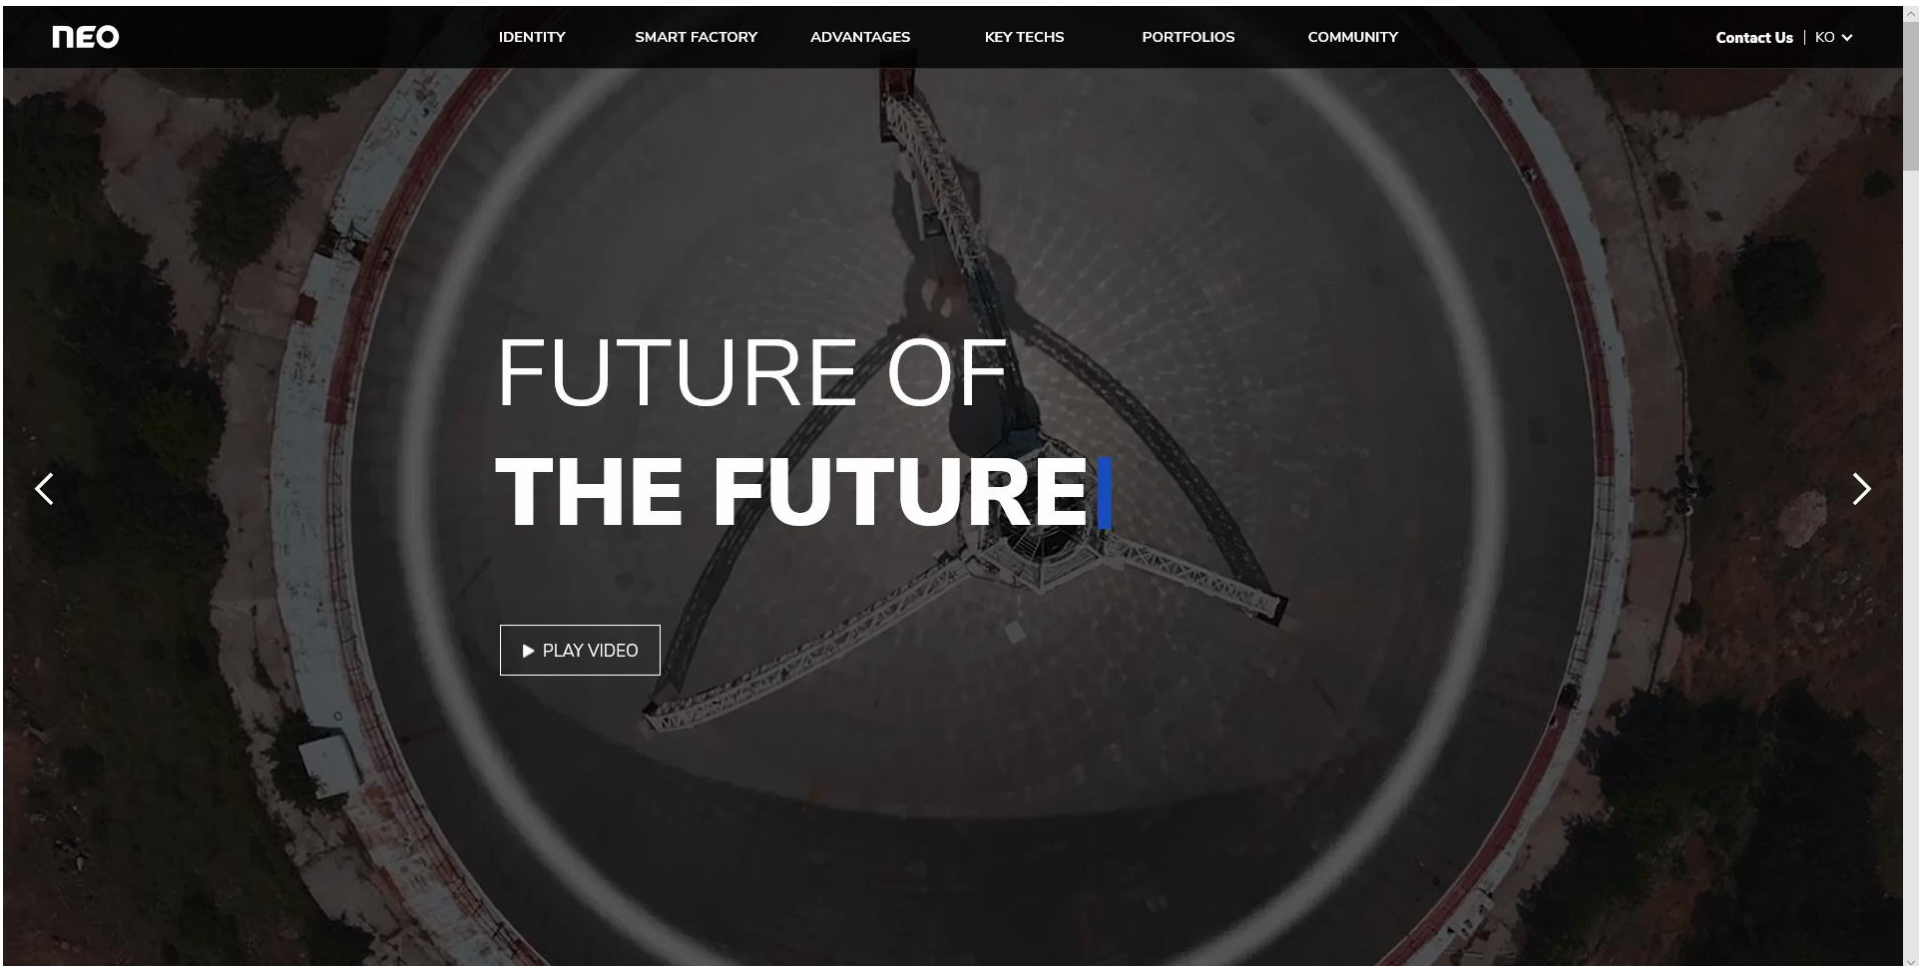 NEO
IDENTITY SMART FACTORY ADVANTAGES KEY TECHS PORTFOLIOS COMMUNITY
Contact Us | KO
FUTURE OF
THE FUTURE
PLAY VIDEO